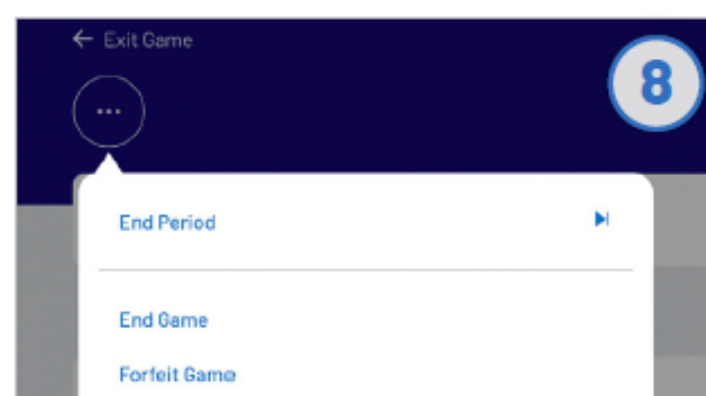 ← Exit Game
8
...
End Period
End Game
Forfeit Game